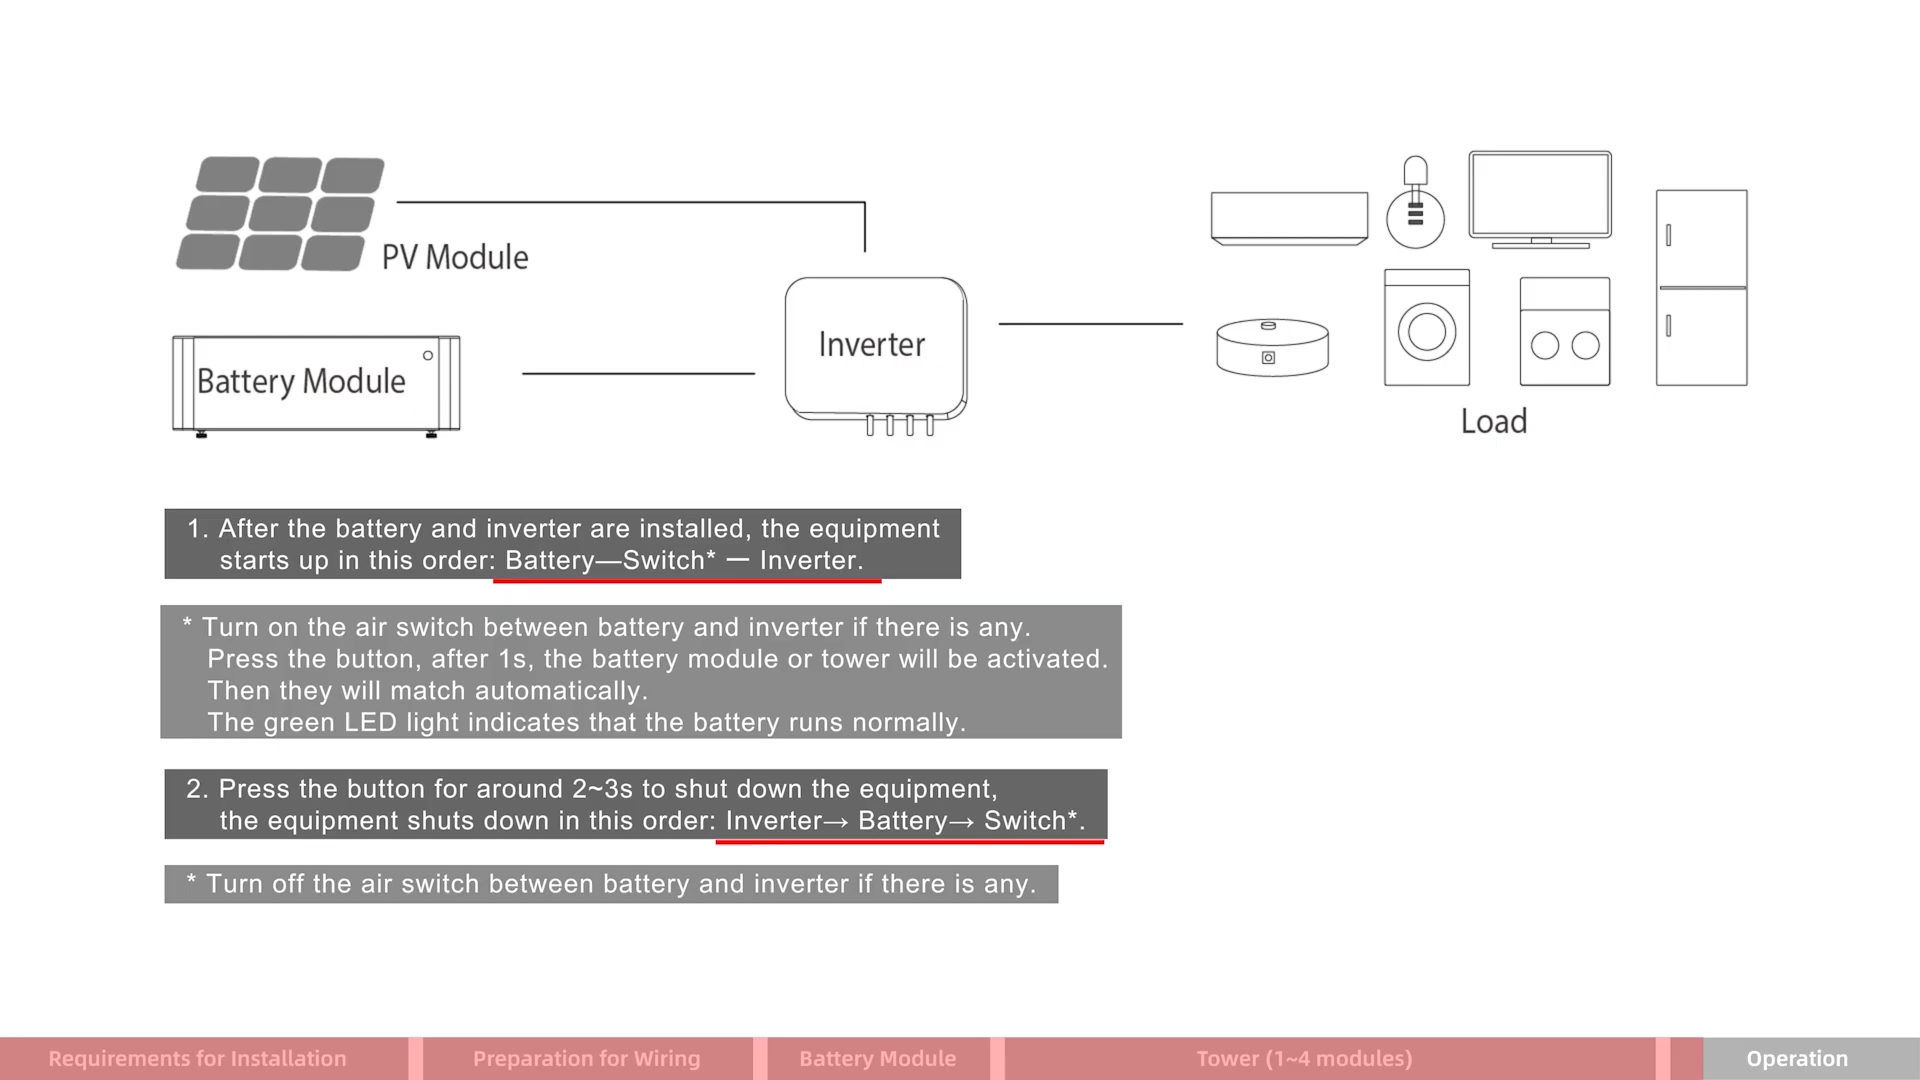 PV Module
Battery Module
Inverter
Load
1. After the battery and inverter are installed, the equipment
starts up in this order: Battery—Switch* — Inverter.
* Turn on the air switch between battery and inverter if there is any.
Press the button, after 1s, the battery module or tower will be activated.
Then they will match automatically.
The green LED light indicates that the battery runs normally.
2. Press the button for around 2~3s to shut down the equipment,
the equipment shuts down in this order: Inverter→ Battery→ Switch*.
* Turn off the air switch between battery and inverter if there is any.
Requirements for Installation
Preparation for Wiring
Battery Module
Tower (1~4 modules)
Operation